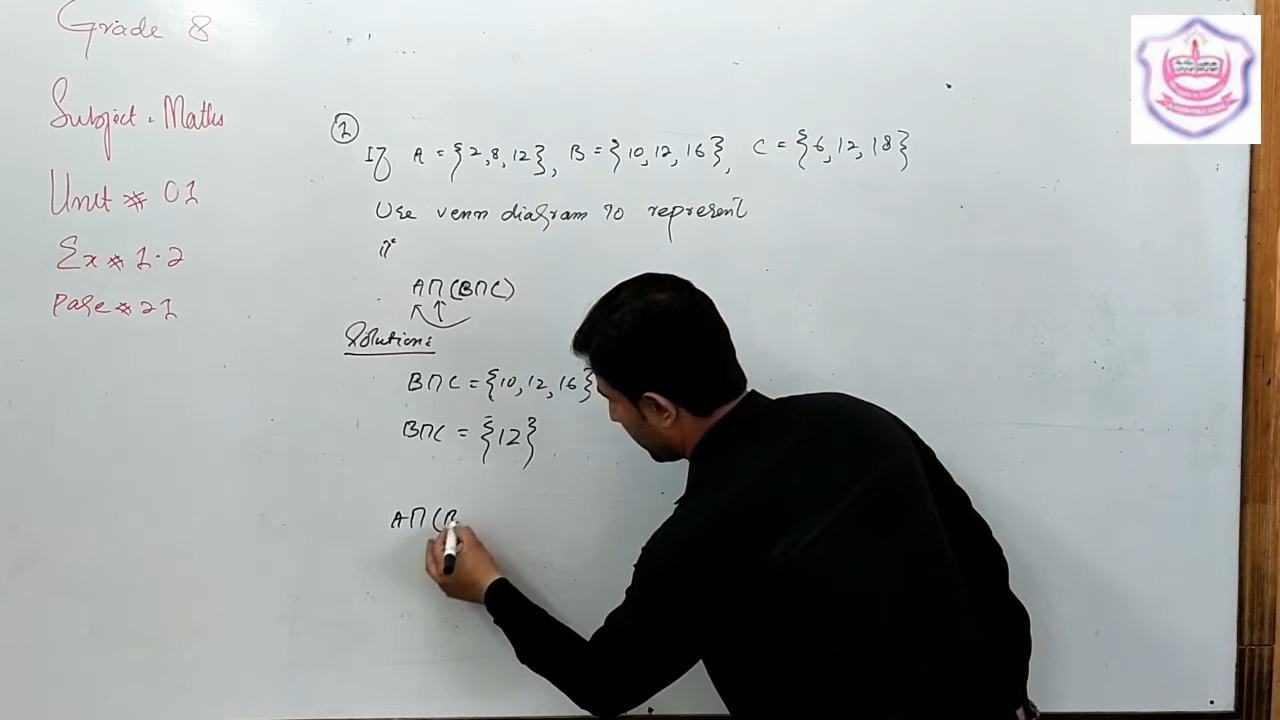 Grade 8
Subject. Maths
Unit # 01
Ex # 1.2
Page # 21
②
If A = {2,8,12}, B = {10,12,16}, C = {6,12,18}
Use venn diagram to represent
A∩(B∩C)
Solution:
B∩C = {10,12,16}
B∩C = {12}
A∩(B